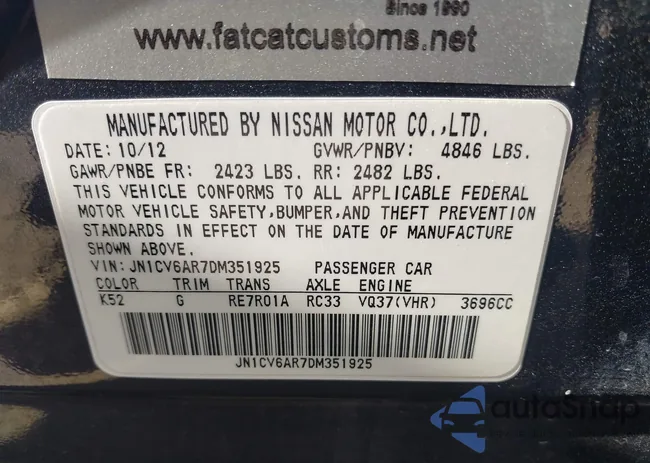 Since 1990
www.fatcatcustoms.net
MANUFACTURED BY NISSAN MOTOR CO.,LTD.
DATE: 10/12 GVWR/PNBV: 4846 LBS.
GAWR/PNBE FR: 2423 LBS. RR: 2482 LBS.
THIS VEHICLE CONFORMS TO ALL APPLICABLE FEDERAL
MOTOR VEHICLE SAFETY,BUMPER,AND THEFT PREVENTION
STANDARDS IN EFFECT ON THE DATE OF MANUFACTURE
SHOWN ABOVE.
VIN: JN1CV6AR7DM351925 PASSENGER CAR
COLOR TRIM TRANS AXLE ENGINE
K52 G RE7R01A RC33 VQ37(VHR) 3696CC
JN1CV6AR7DM351925
autoSnap